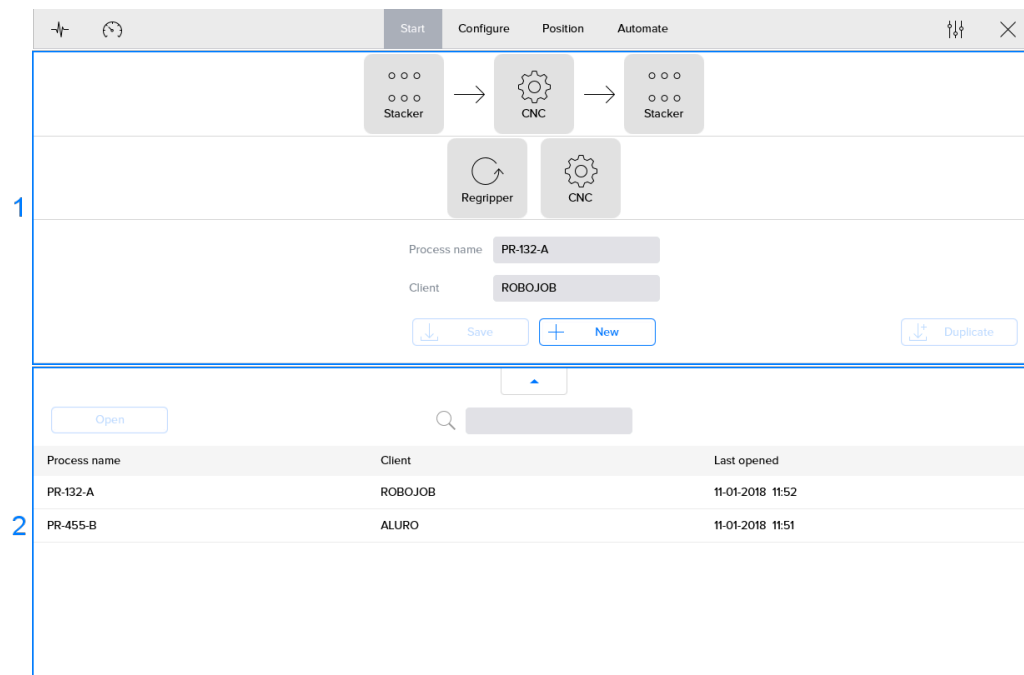 Start Configure Position Automate
Stacker CNC Stacker
1
Regripper CNC
Process name PR-132-A
Client ROBOJOB
Save New Duplicate
2
Open
Process name Client Last opened
PR-132-A ROBOJOB 11-01-2018 11:52
PR-455-B ALURO 11-01-2018 11:51